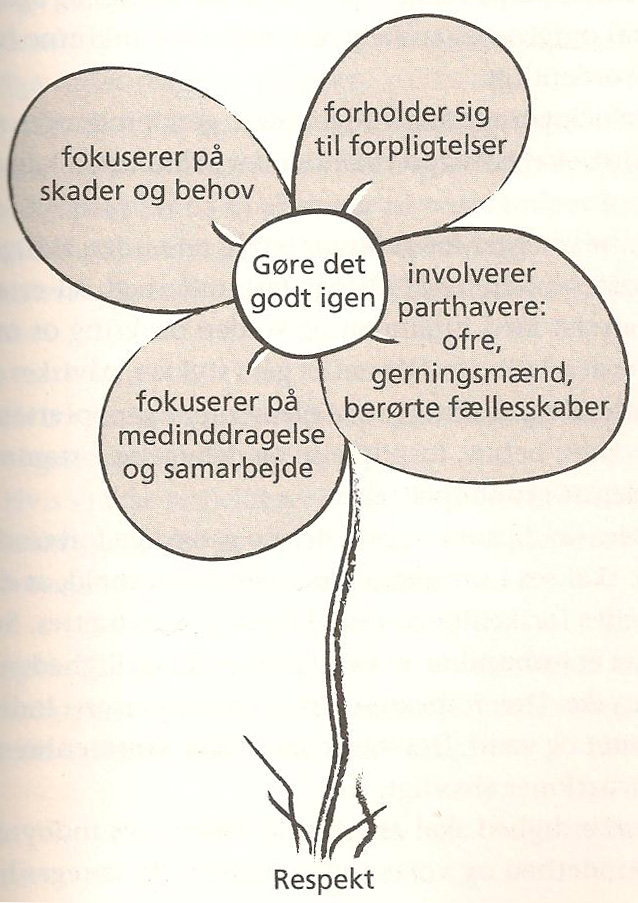 forholder sig
til forpligtelser
fokuserer på
skader og behov
Gøre det
godt igen
involverer
parthavere:
ofre,
gerningsmænd,
berørte fællesskaber
fokuserer på
medinddragelse
og samarbejde
Respekt